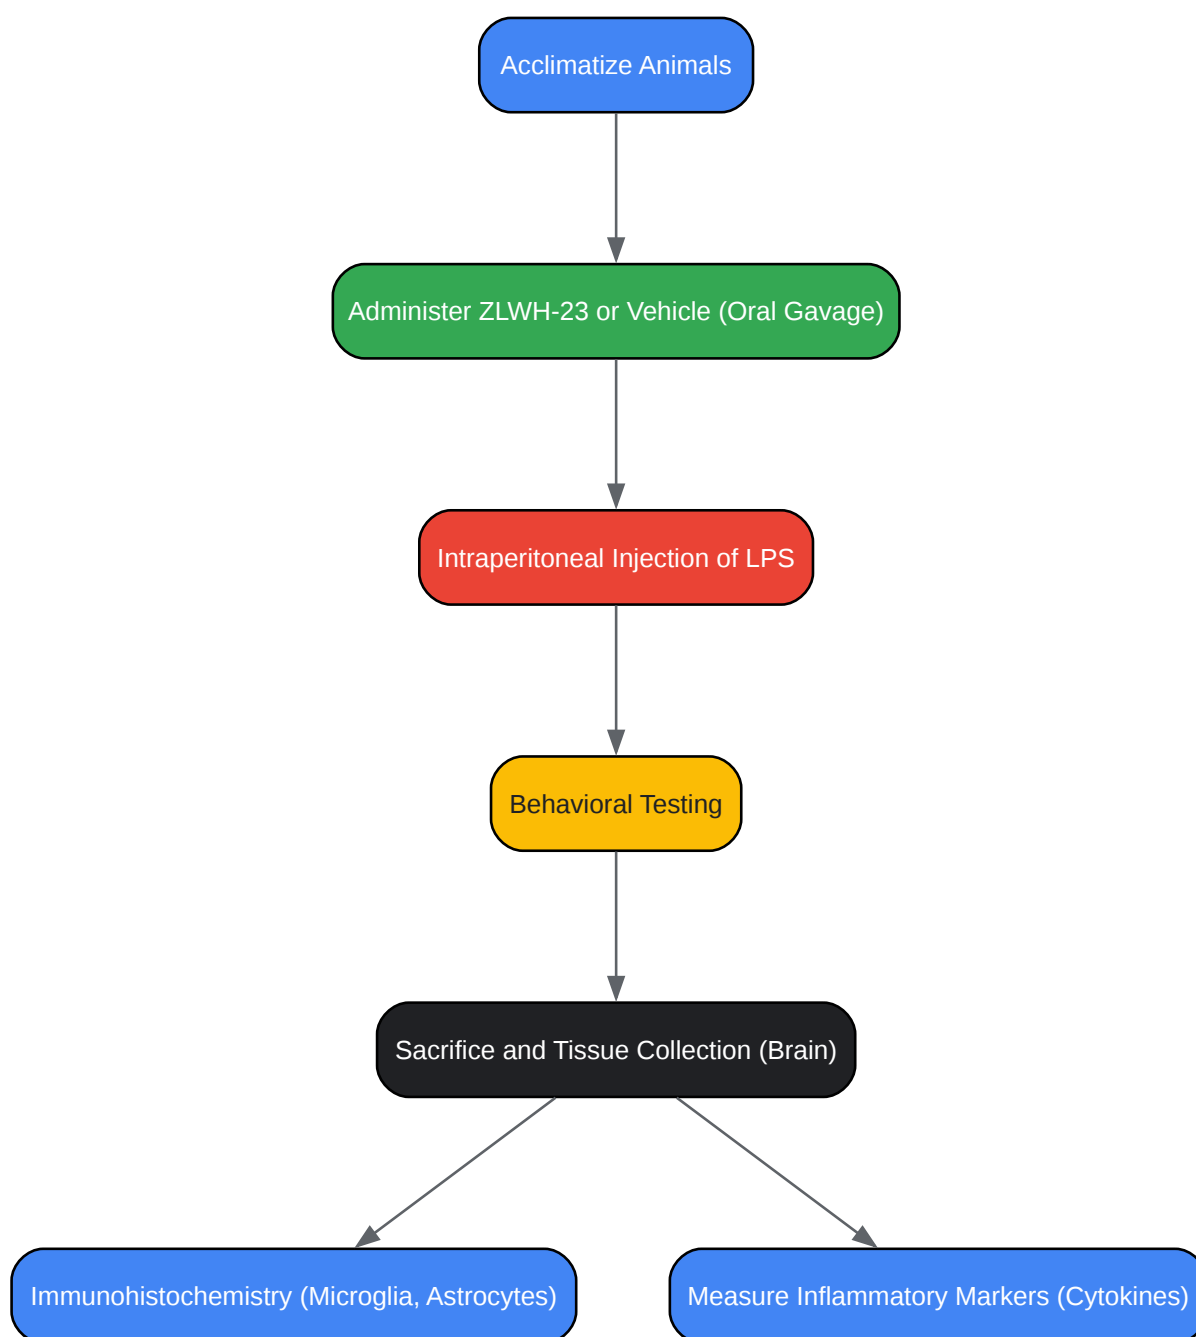 Acclimatize Animals
Administer ZLWH-23 or Vehicle (Oral Gavage)
Intraperitoneal Injection of LPS
Behavioral Testing
Sacrifice and Tissue Collection (Brain)
Immunohistochemistry (Microglia, Astrocytes)
Measure Inflammatory Markers (Cytokines)